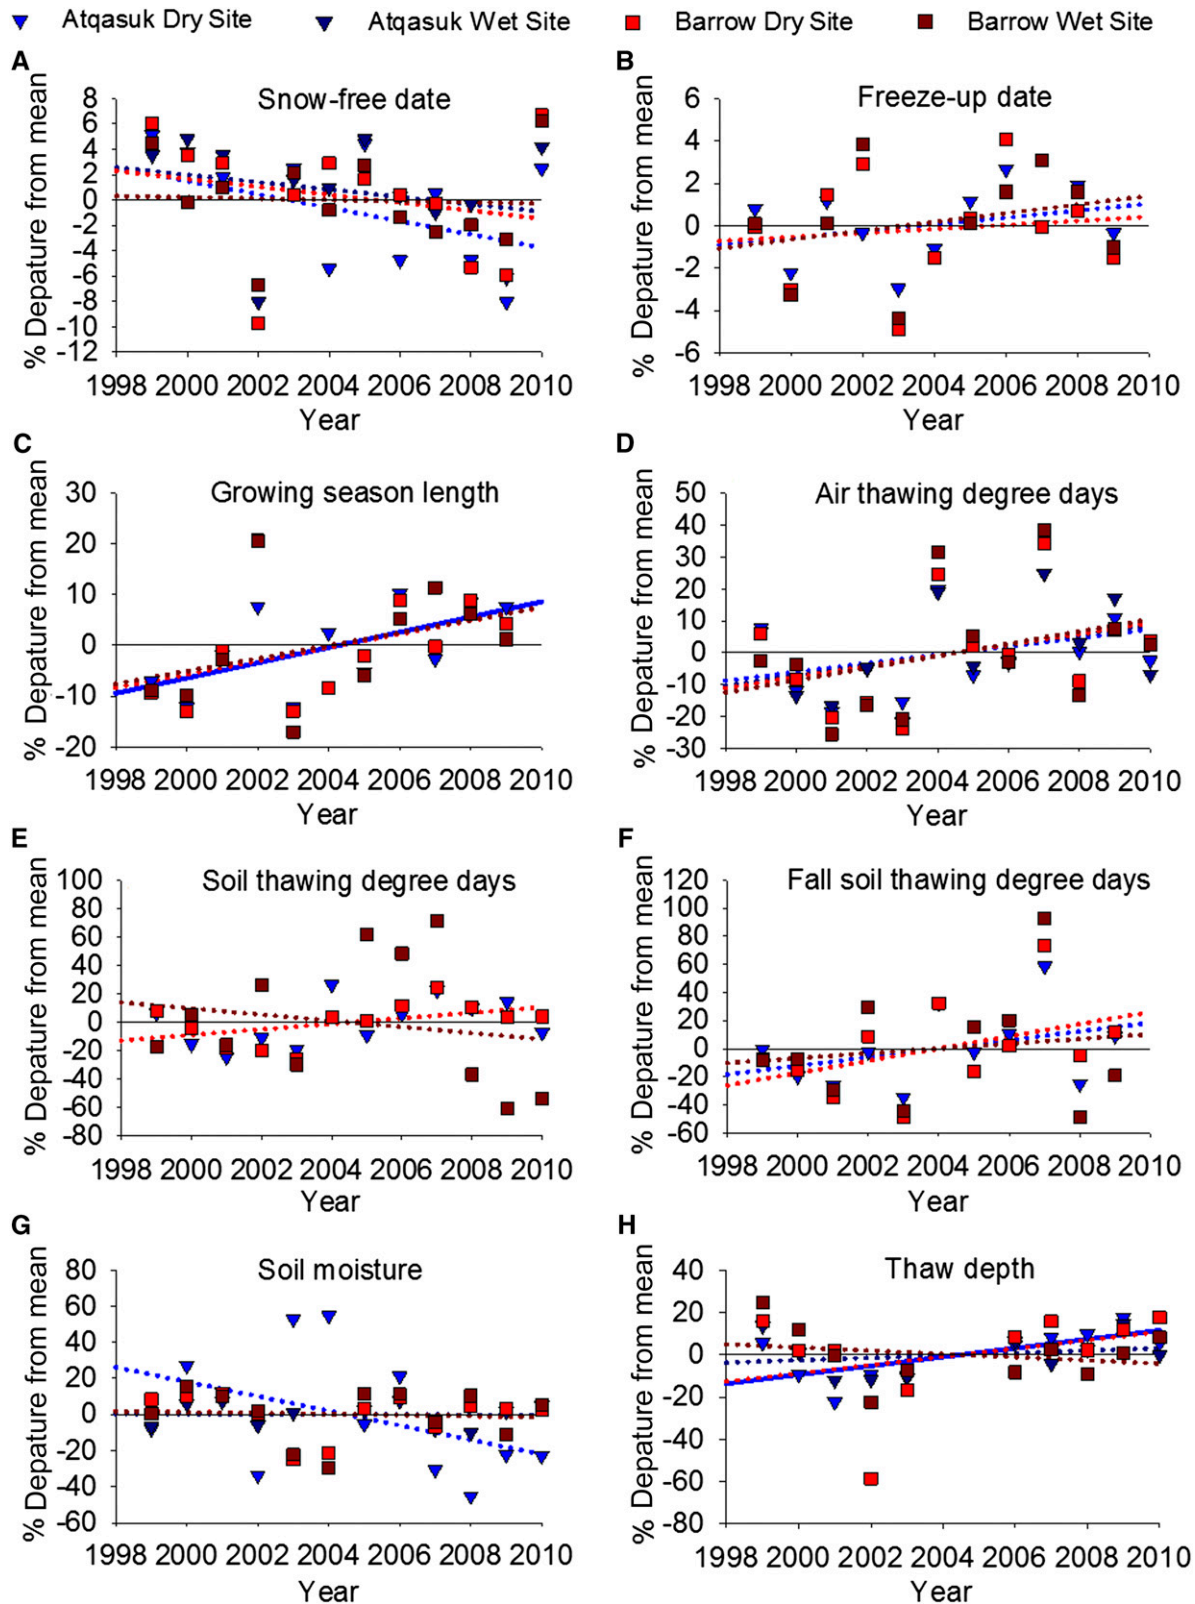 Atqasuk Dry Site Atqasuk Wet Site Barrow Dry Site Barrow Wet Site
A
Snow-free date
% Depature from mean
8
6
4
2
0
-2
-4
-6
-8
-10
-12
1998 2000 2002 2004 2006 2008 2010
Year
B
Freeze-up date
% Depature from mean
6
4
2
0
-2
-4
-6
1998 2000 2002 2004 2006 2008 2010
Year
C
Growing season length
% Depature from mean
30
20
10
0
-10
-20
1998 2000 2002 2004 2006 2008 2010
Year
D
Air thawing degree days
% Depature from mean
50
40
30
20
10
0
-10
-20
-30
1998 2000 2002 2004 2006 2008 2010
Year
E
Soil thawing degree days
% Depature from mean
100
80
60
40
20
0
-20
-40
-60
-80
1998 2000 2002 2004 2006 2008 2010
Year
F
Fall soil thawing degree days
% Depature from mean
120
100
80
60
40
20
0
-20
-40
-60
1998 2000 2002 2004 2006 2008 2010
Year
G
Soil moisture
% Depature from mean
80
60
40
20
0
-20
-40
-60
1998 2000 2002 2004 2006 2008 2010
Year
H
Thaw depth
% Depature from mean
40
20
0
-20
-40
-60
-80
1998 2000 2002 2004 2006 2008 2010
Year